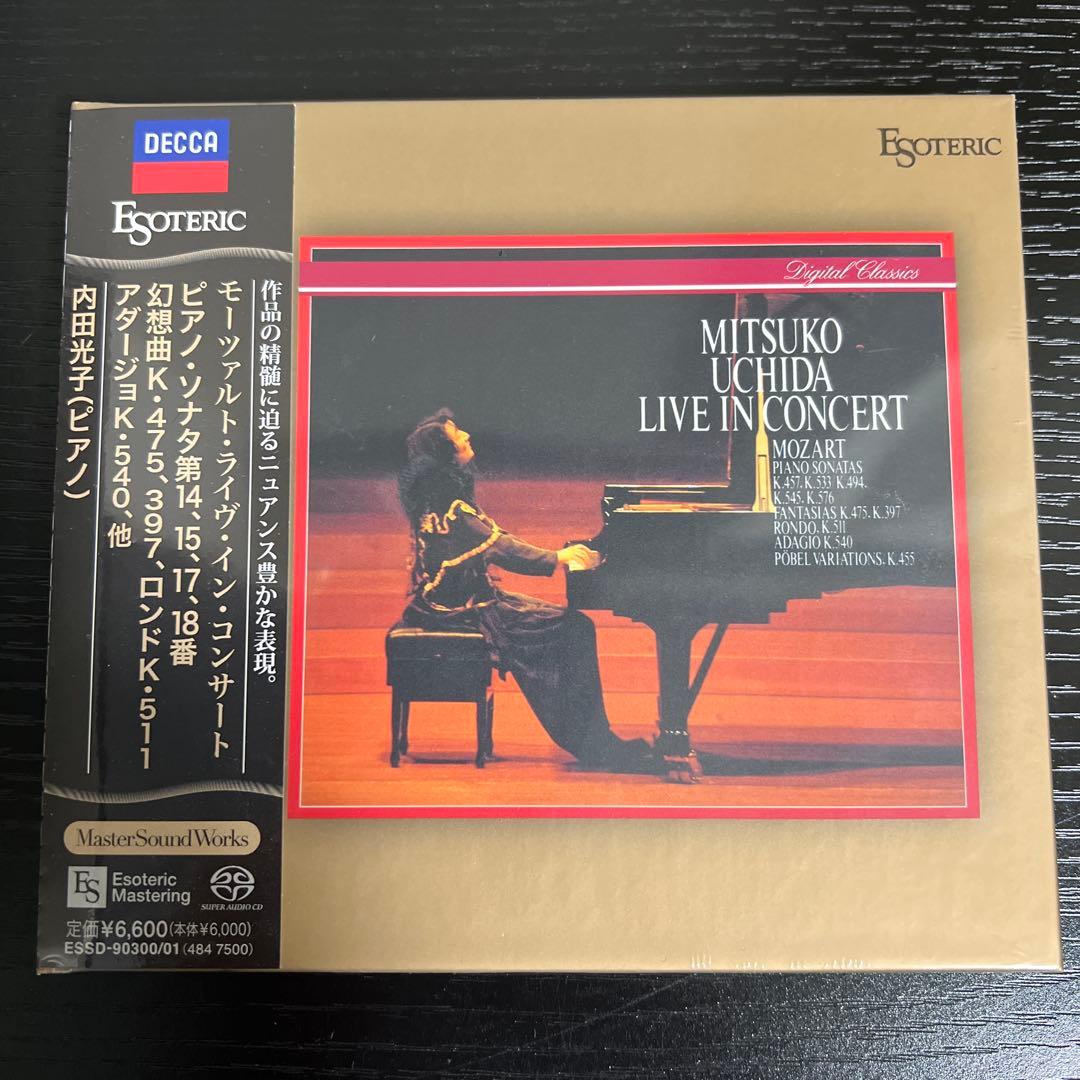 DECCA
ESOTERIC
作品の精髄に迫るニュアンス豊かな表現。
モーツァルト・ライヴ・イン・コンサート
ピアノ・ソナタ第14、15、17、18番
幻想曲K・475、397、ロンドK・511
アダージョK・540、他
内田光子(ピアノ)
MasterSoundWorks
ES
Esoteric
Mastering
SUPER AUDIO CD
定価¥6,600(本体¥6,000)
ESSD-90300/01(484 7500)
ESOTERIC
Digital Classics
MITSUKO
UCHIDA
LIVE IN CONCERT
MOZART
PIANO SONATAS
K.457, K.533/K.494,
K.545, K.576
FANTASIAS K.475, K.397
RONDO, K.511
ADAGIO K.540
PÖBEL VARIATIONS, K.455